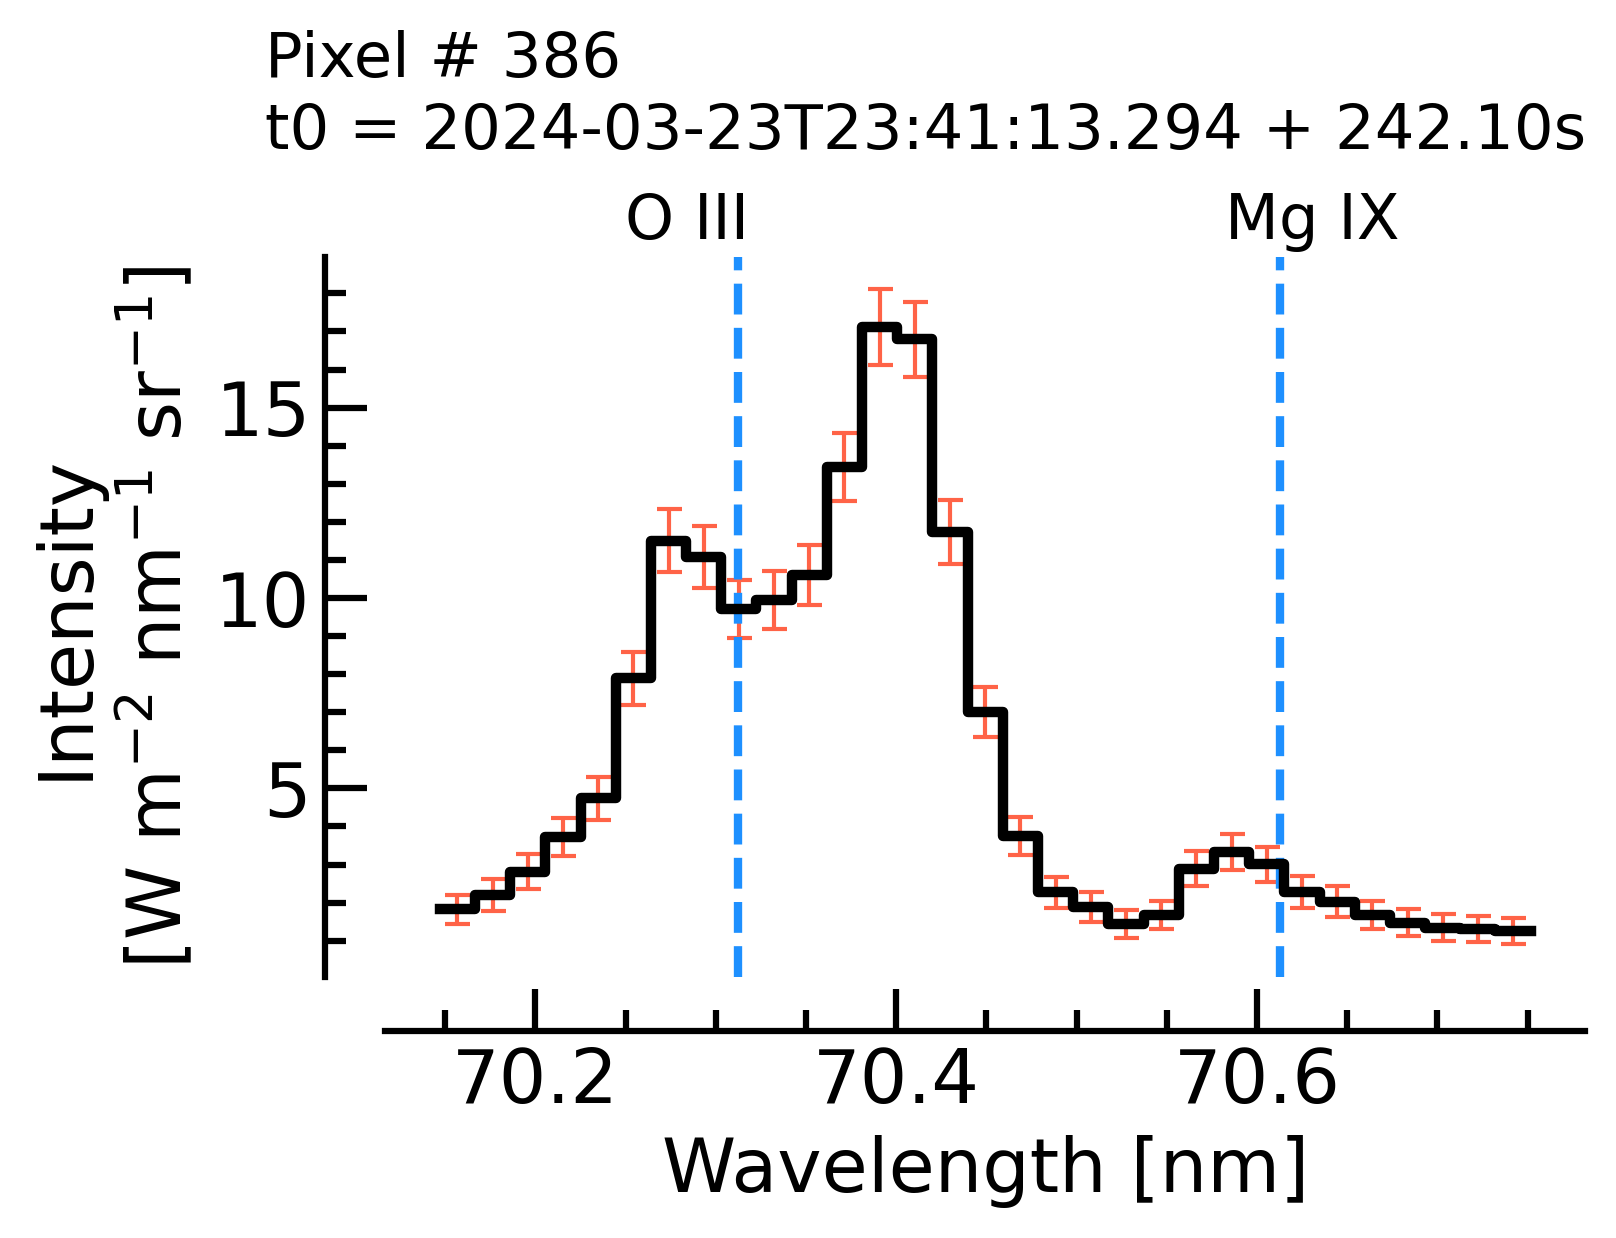 Pixel # 386
t0 = 2024-03-23T23:41:13.294 + 242.10s
O III Mg IX
Intensity
[W m⁻² nm⁻¹ sr⁻¹]
15
10
5
70.2 70.4 70.6
Wavelength [nm]